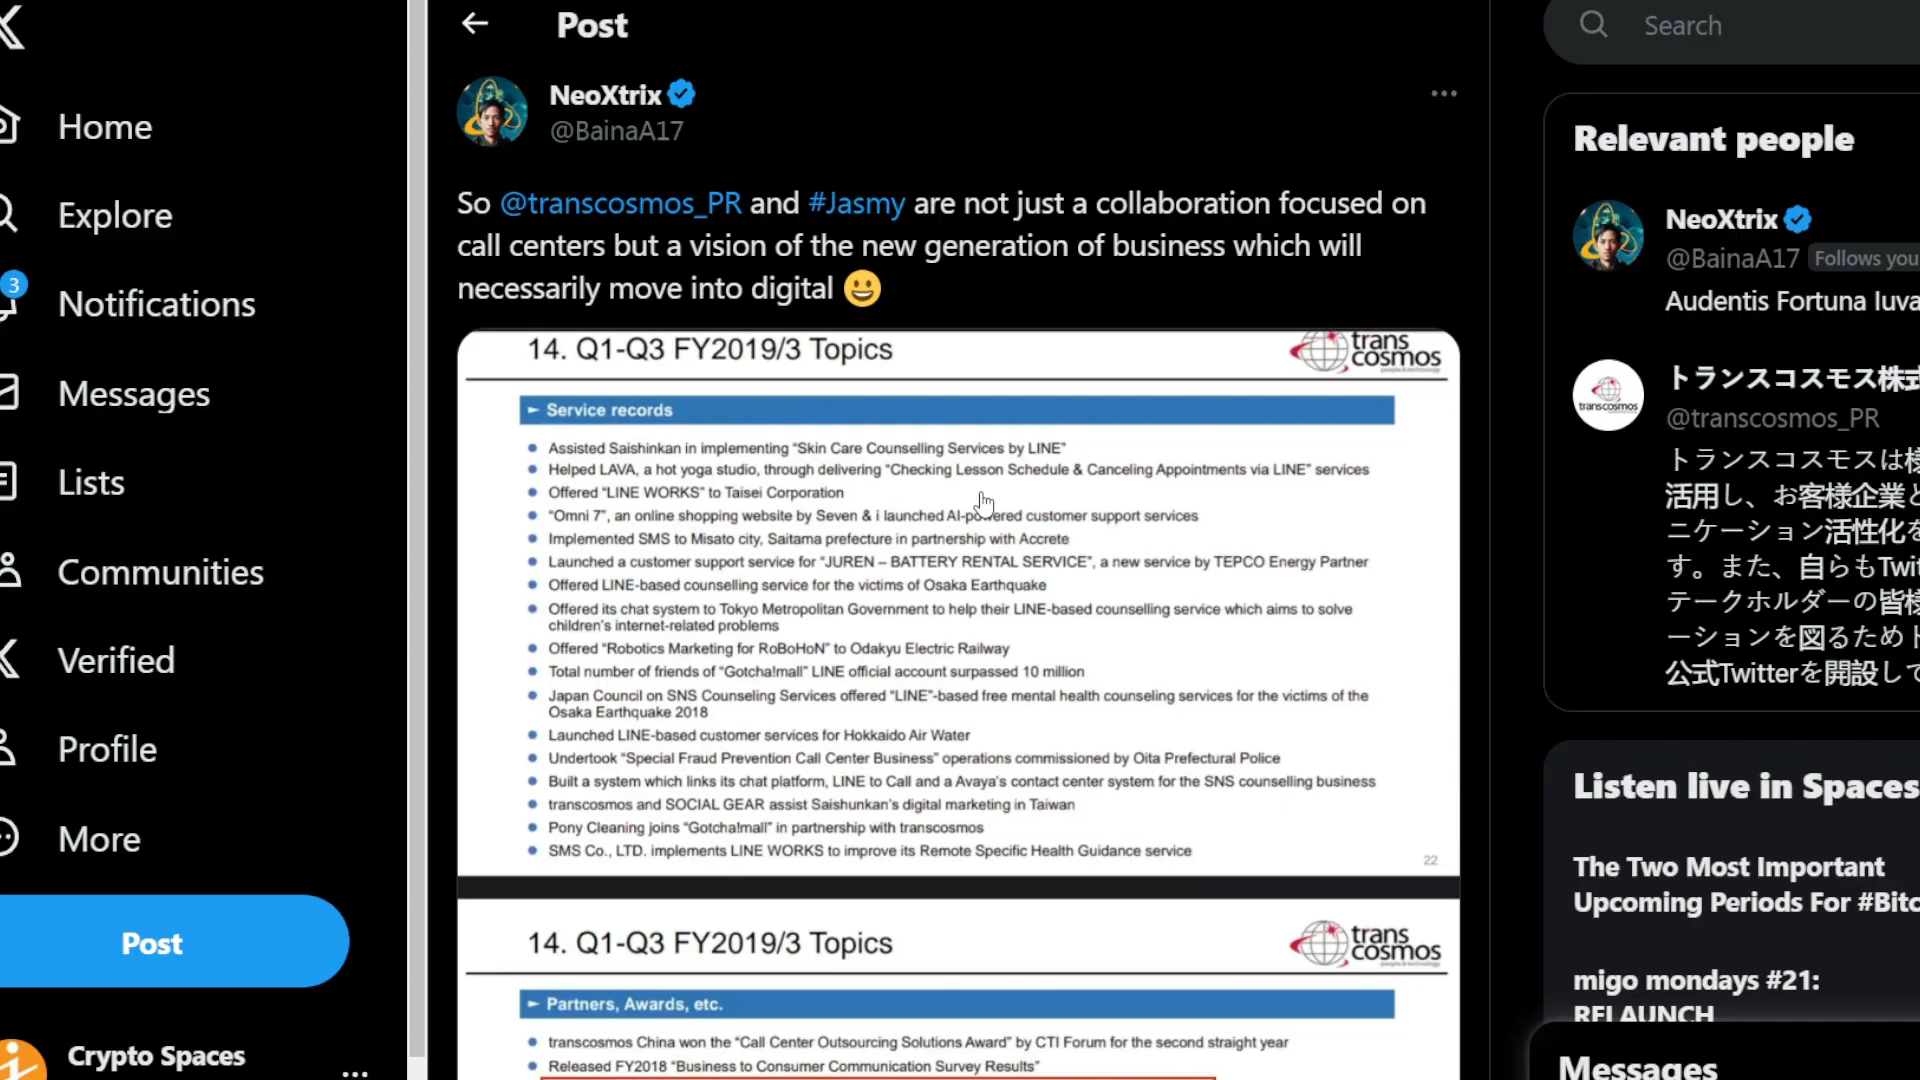 Post
Search
NeoXtrix
@BainaA17
Home
Explore
3
Notifications
Messages
Lists
Communities
Verified
Profile
More
Post
Crypto Spaces
So @transcosmos_PR and #Jasmy are not just a collaboration focused on
call centers but a vision of the new generation of business which will
necessarily move into digital 😀
14. Q1-Q3 FY2019/3 Topics
trans
cosmos
► Service records
Assisted Saishinkan in implementing “Skin Care Counselling Services by LINE”
Helped LAVA, a hot yoga studio, through delivering “Checking Lesson Schedule & Canceling Appointments via LINE” services
Offered “LINE WORKS” to Taisei Corporation
“Omni 7”, an online shopping website by Seven & i launched AI-powered customer support services
Implemented SMS to Misato city, Saitama prefecture in partnership with Accrete
Launched a customer support service for “JUREN – BATTERY RENTAL SERVICE”, a new service by TEPCO Energy Partner
Offered LINE-based counselling service for the victims of Osaka Earthquake
Offered its chat system to Tokyo Metropolitan Government to help their LINE-based counselling service which aims to solve
children’s internet-related problems
Offered “Robotics Marketing for RoBoHoN” to Odakyu Electric Railway
Total number of friends of “Gotcha!mall” LINE official account surpassed 10 million
Japan Council on SNS Counseling Services offered “LINE”-based free mental health counseling services for the victims of the
Osaka Earthquake 2018
Launched LINE-based customer services for Hokkaido Air Water
Undertook “Special Fraud Prevention Call Center Business” operations commissioned by Oita Prefectural Police
Built a system which links its chat platform, LINE to Call and a Avaya’s contact center system for the SNS counselling business
transcosmos and SOCIAL GEAR assist Saishunkan’s digital marketing in Taiwan
Pony Cleaning joins “Gotcha!mall” in partnership with transcosmos
SMS Co., LTD. implements LINE WORKS to improve its Remote Specific Health Guidance service
22
14. Q1-Q3 FY2019/3 Topics
trans
cosmos
► Partners, Awards, etc.
transcosmos China won the “Call Center Outsourcing Solutions Award” by CTI Forum for the second straight year
Released FY2018 “Business to Consumer Communication Survey Results”
Relevant people
NeoXtrix
@BainaA17 Follows you
Audentis Fortuna Iuva
transcosmos
トランスコスモス株式
@transcosmos_PR
トランスコスモスは様
活用し、お客様企業と
ニケーション活性化を
す。また、自らもTwit
テークホルダーの皆様
ーションを図るためト
公式Twitterを開設して
Listen live in Spaces
The Two Most Important
Upcoming Periods For #Bitc
migo mondays #21:
RELAUNCH
Messages